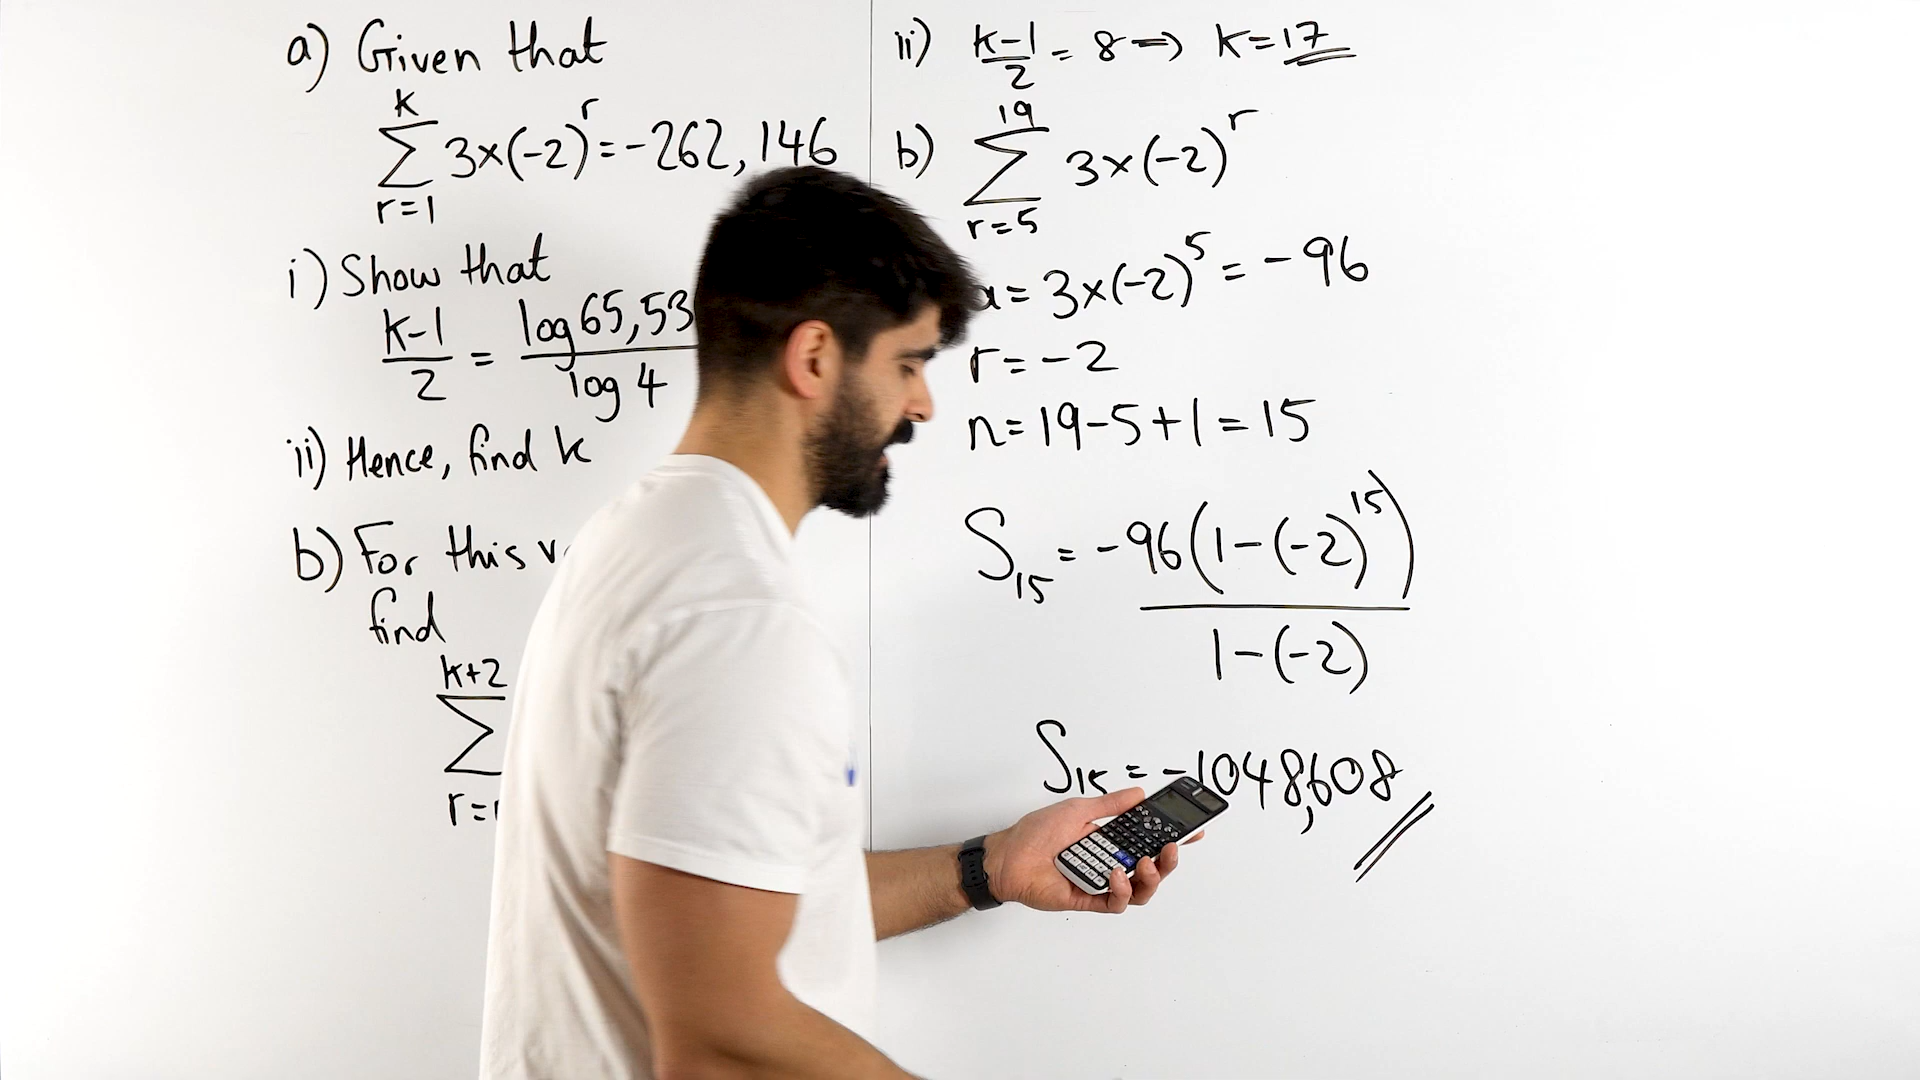 a) Given that
k
∑ 3×(-2)^r = -262,146
r=1
i) Show that
k-1/2 = log 65,53 / log 4
ii) Hence, find k
b) For this
find
k+2
∑
r=
ii) k-1/2 = 8 => k=17
b) 19
∑ 3×(-2)^r
r=5
a = 3×(-2)^5 = -96
r = -2
n = 19-5+1 = 15
S15 = -96(1-(-2)^15)
1-(-2)
S15 = -1048,608